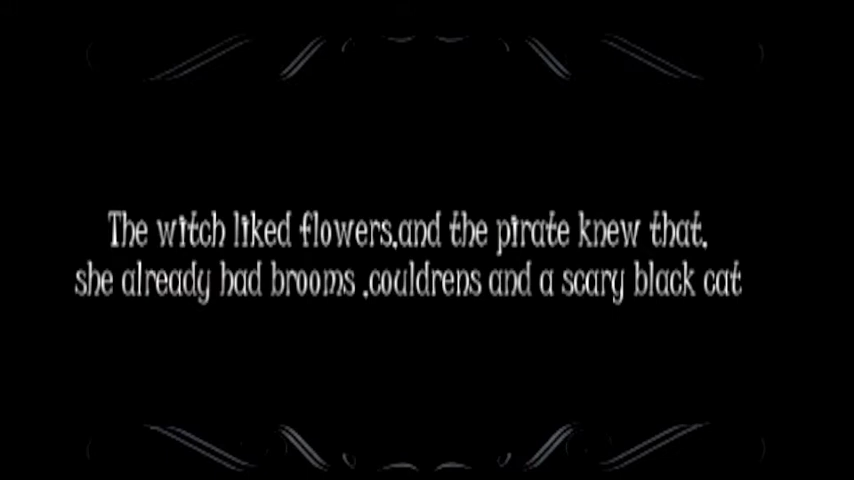 The witch liked flowers,and the pirate knew that,
she already had brooms ,couldrens and a scary black cat